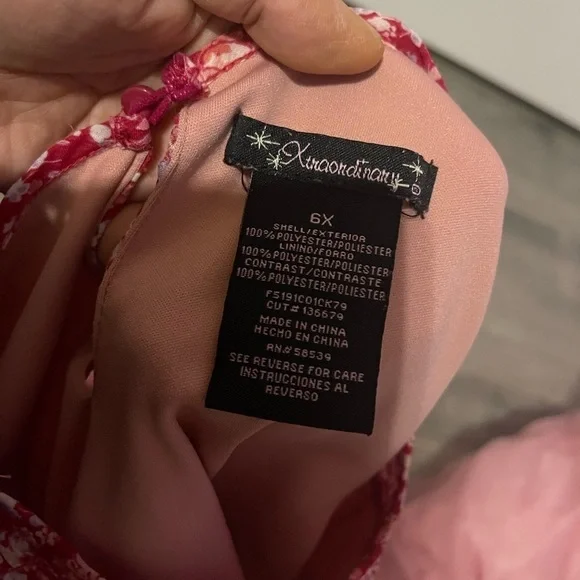 Xtraordinary
6X
SHELL/EXTERIOR
100% POLYESTER/POLIESTER
LINING/FORRO
100% POLYESTER/POLIESTER
CONTRAST/CONTRASTE
100% POLYESTER/POLIESTER
F5191C01CK79
CUT# 136679
MADE IN CHINA
HECHO EN CHINA
RN# 58539
SEE REVERSE FOR CARE
INSTRUCCIONES AL
REVERSO